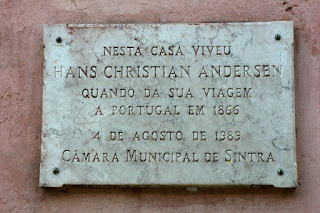 NESTA CASA VIVEU
HANS CHRISTIAN ANDERSEN
QUANDO DA SUA VIAGEM
A PORTUGAL EM 1866
4 DE AGOSTO DE 1989
CÂMARA MUNICIPAL DE SINTRA